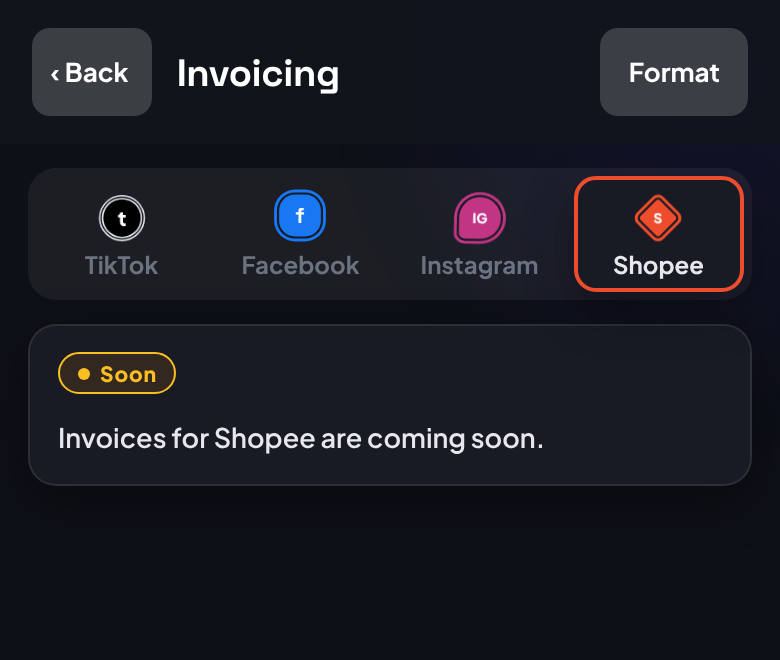 ‹ Back
Invoicing
Format
t
f
IG
S
TikTok
Facebook
Instagram
Shopee
Soon
Invoices for Shopee are coming soon.